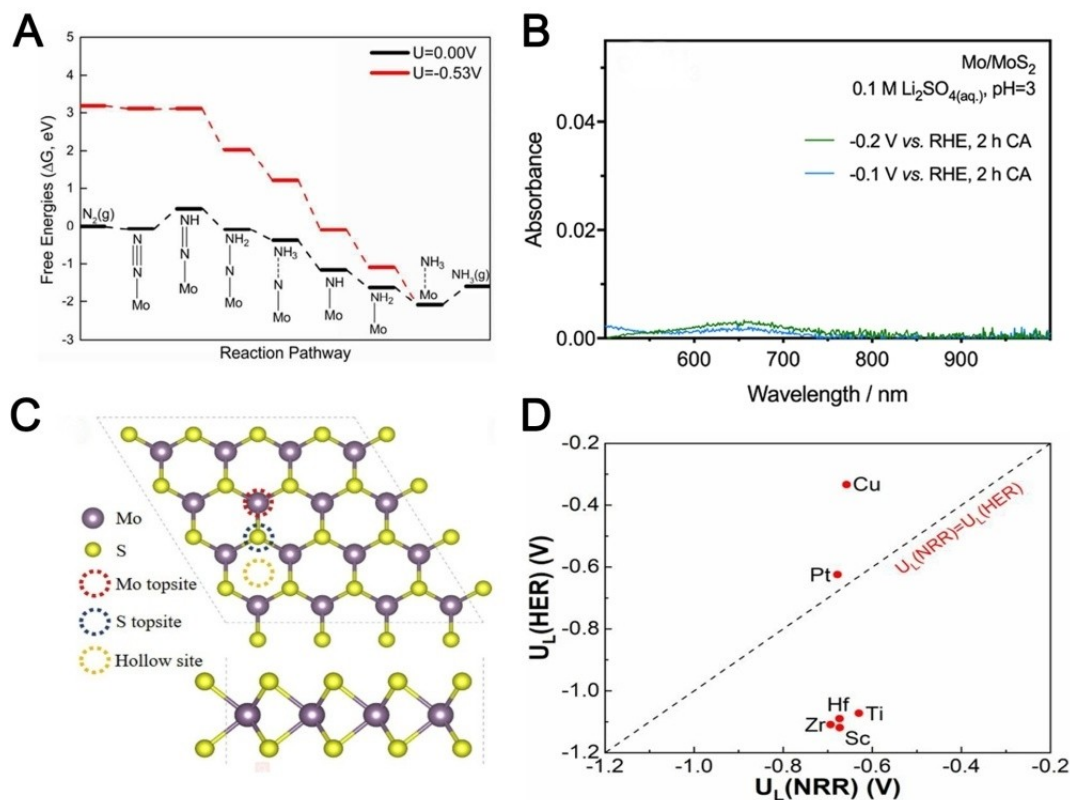 A
5
4
3
2
1
0
-1
-2
-3
Free Energies (ΔG, eV)
Reaction Pathway
U=0.00V
U=-0.53V
N₂(g)
N
N
Mo
NH
N
Mo
NH₂
N
Mo
NH₃
N
Mo
NH
Mo
NH₂
Mo
NH₃
Mo
NH₃(g)
B
Mo/MoS₂
0.1 M Li₂SO₄(aq.), pH=3
-0.2 V vs. RHE, 2 h CA
-0.1 V vs. RHE, 2 h CA
0.04
0.02
0.00
Absorbance
600 700 800 900
Wavelength / nm
C
Mo
S
Mo topsite
S topsite
Hollow site
D
-0.2
-0.4
-0.6
-0.8
-1.0
-1.2
U_L(HER) (V)
Cu
Pt
U_L(NRR)=U_L(HER)
Hf
Ti
Zr
Sc
-1.2 -1.0 -0.8 -0.6 -0.4 -0.2
U_L(NRR) (V)